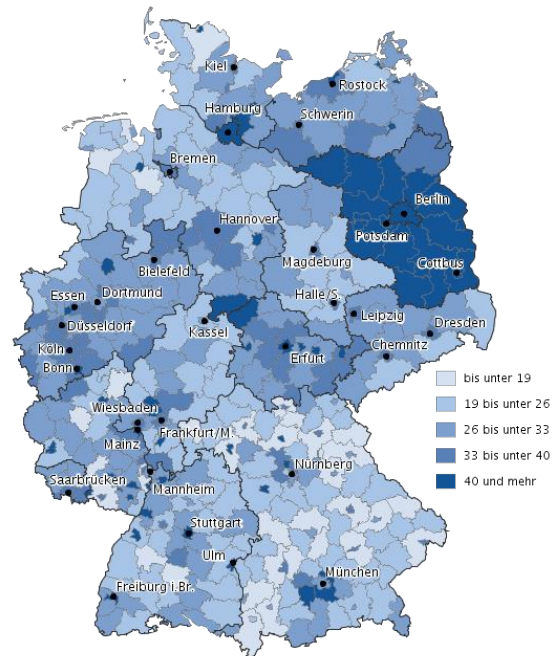 Kiel
Rostock
Hamburg
Schwerin
Bremen
Berlin
Hannover
Potsdam
Magdeburg
Bielefeld
Cottbus
Essen
Dortmund
Halle/S.
Leipzig
Düsseldorf
Kassel
Dresden
Köln
Erfurt
Chemnitz
Bonn
bis unter 19
Wiesbaden
19 bis unter 26
Frankfurt/M.
26 bis unter 33
Mainz
33 bis unter 40
Nürnberg
Saarbrücken
Mannheim
40 und mehr
Stuttgart
Ulm
München
Freiburg i.Br.